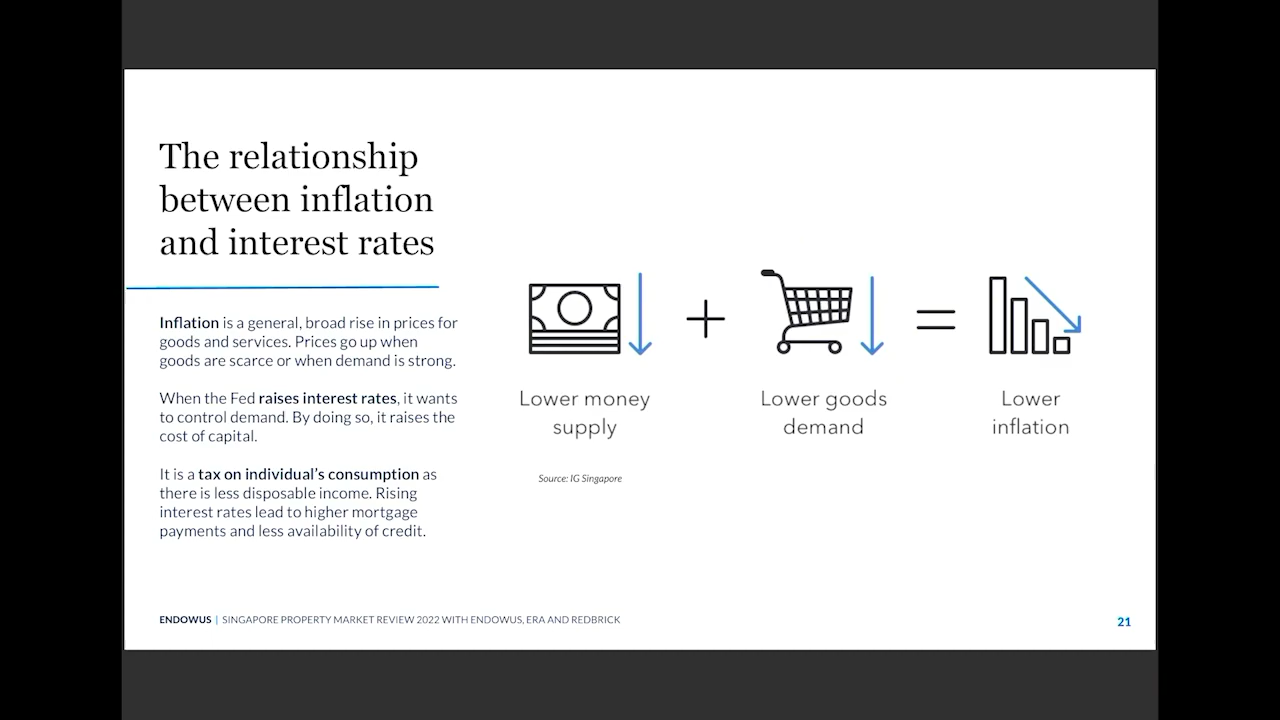 The relationship
between inflation
and interest rates
Inflation is a general, broad rise in prices for
goods and services. Prices go up when
goods are scarce or when demand is strong.
When the Fed raises interest rates, it wants
to control demand. By doing so, it raises the
cost of capital.
It is a tax on individual’s consumption as
there is less disposable income. Rising
interest rates lead to higher mortgage
payments and less availability of credit.
Lower money
supply
Lower goods
demand
Lower
inflation
Source: IG Singapore
ENDOWUS | SINGAPORE PROPERTY MARKET REVIEW 2022 WITH ENDOWUS, ERA AND REDBRICK
21